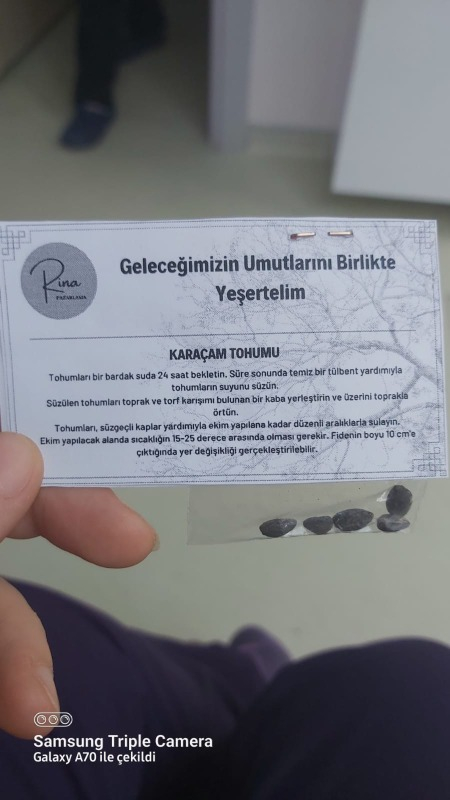 Rina
PAZARLAMA
Geleceğimizin Umutlarını Birlikte
Yeşertelim
KARAÇAM TOHUMU
Tohumları bir bardak suda 24 saat bekletin. Süre sonunda temiz bir tülbent yardımıyla
tohumların suyunu süzün.
Süzülen tohumları toprak ve torf karışımı bulunan bir kaba yerleştirin ve üzerini toprakla
örtün.
Tohumları, süzgeçli kaplar yardımıyla ekim yapılana kadar düzenli aralıklarla sulayın.
Ekim yapılacak alanda sıcaklığın 15-25 derece arasında olması gerekir. Fidenin boyu 10 cm'e
çıktığında yer değişikliği gerçekleştirilebilir.
Samsung Triple Camera
Galaxy A70 ile çekildi